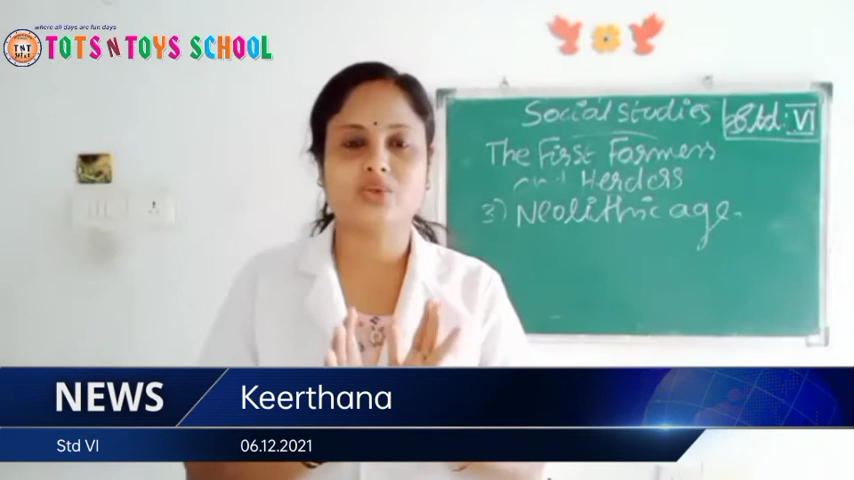 where all days are fun days
TOTS N TOYS SCHOOL
TNT
Social Studies
Std: VI
The First Farmers
and Herders
3) Neolithic age.
NEWS
Keerthana
Std VI
06.12.2021